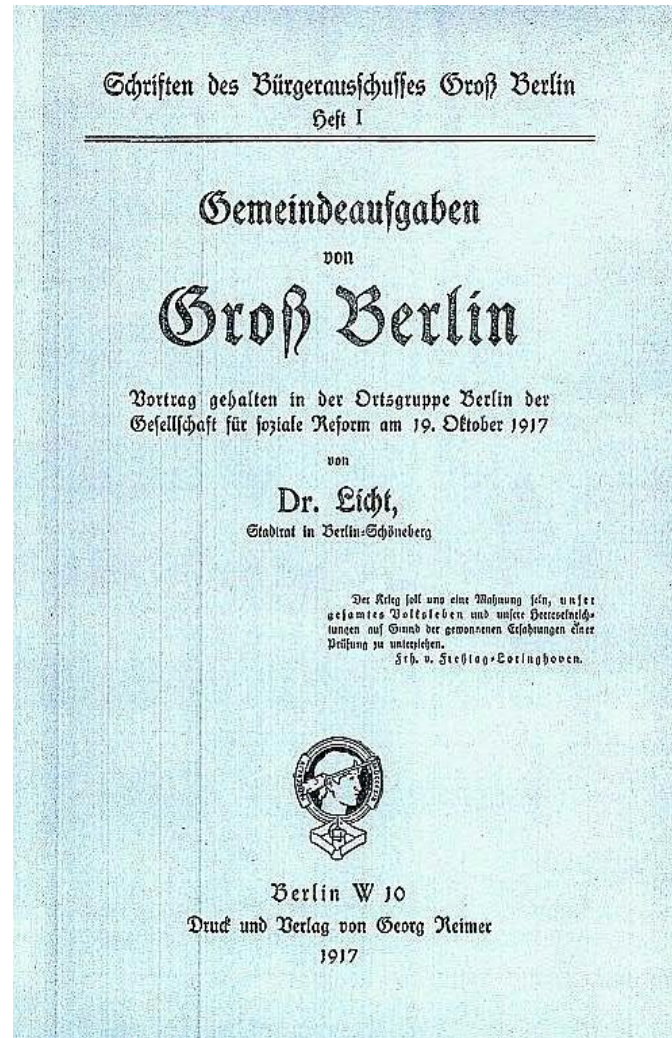 Schriften des Bürgerausschusses Groß Berlin
Heft I
Gemeindeaufgaben
von
Groß Berlin
Vortrag gehalten in der Ortsgruppe Berlin der
Gesellschaft für soziale Reform am 19. Oktober 1917
von
Dr. Licht,
Stadtrat in Berlin-Schöneberg
Der Krieg soll uns eine Mahnung sein, unser
gesamtes Volksleben und unsere Heereseinrich-
tungen auf Grund der gewonnenen Erfahrungen einer
Prüfung zu unterziehen.
Frh. v. Freytag-Loringhoven.
Berlin W 10
Druck und Verlag von Georg Reimer
1917